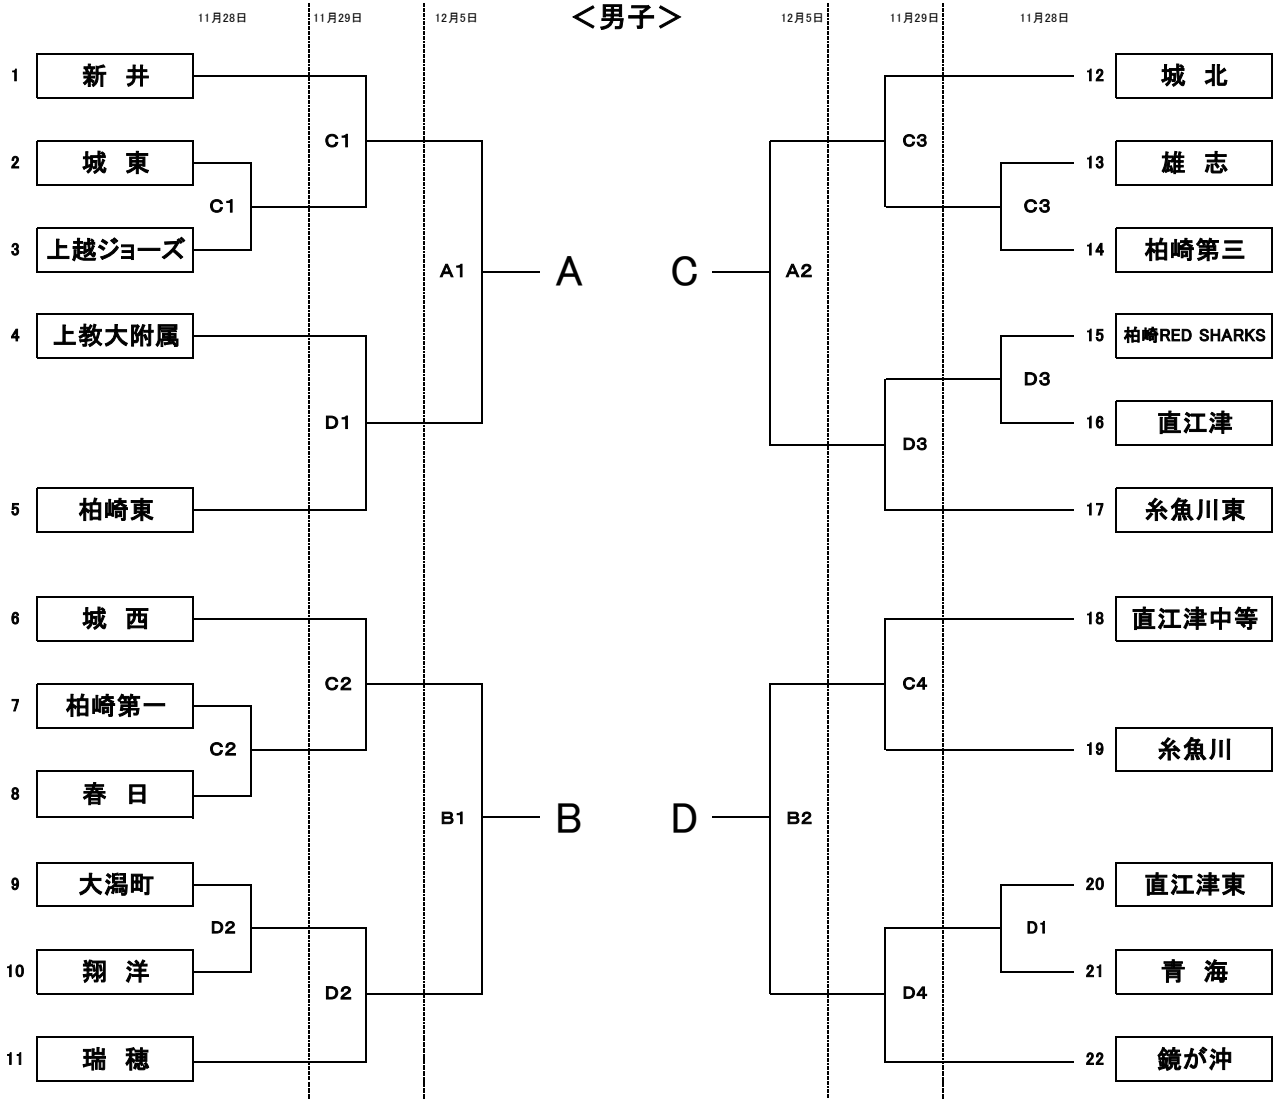 ＜男子＞
11月28日 11月29日 12月5日 12月5日 11月29日 11月28日
1 新 井
2 城 東
3 上越ジョーズ
4 上教大附属
5 柏崎東
6 城 西
7 柏崎第一
8 春 日
9 大潟町
10 翔 洋
11 瑞 穂
C1
C2
D2
C1
D1
C2
D2
A1
B1
A
B
C
D
A2
B2
C3
D3
C4
D4
C3
D3
D1
12 城 北
13 雄 志
14 柏崎第三
15 柏崎RED SHARKS
16 直江津
17 糸魚川東
18 直江津中等
19 糸魚川
20 直江津東
21 青 海
22 鏡が沖